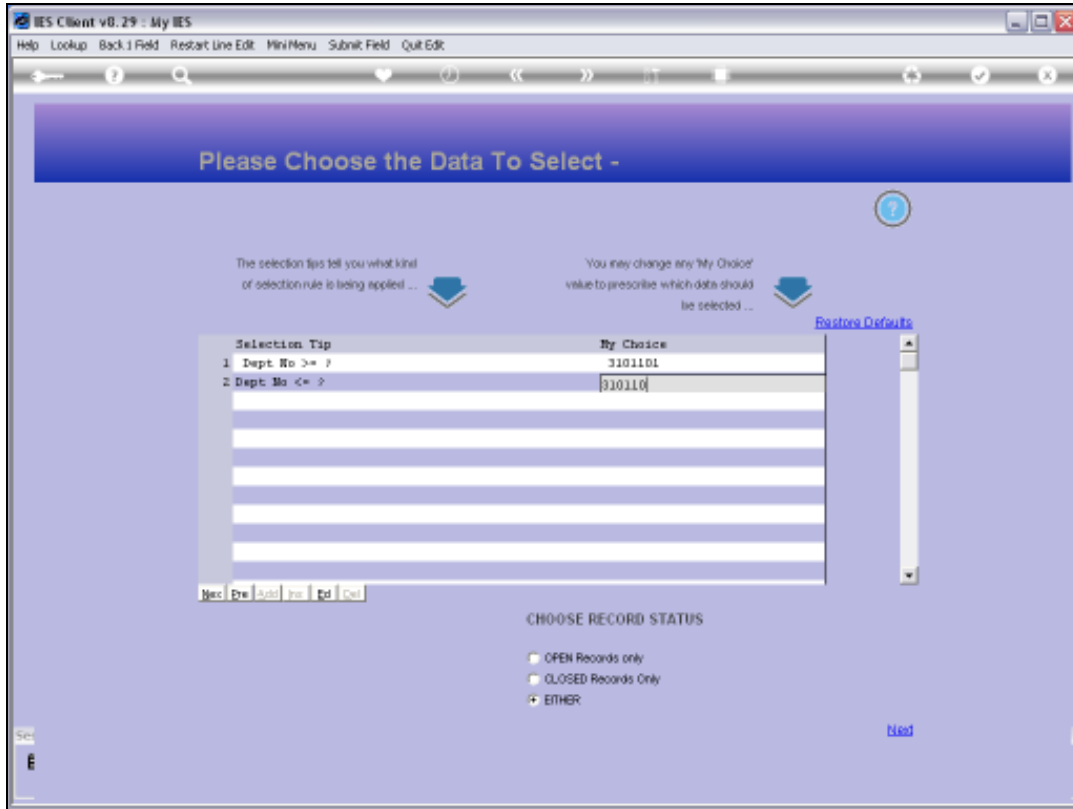 IES Client v8.29 : My IES
Help Lookup Back 1 Field Restart Line Edit MiniMenu Submit Field Quit Edit
Please Choose the Data To Select -
The selection tips tell you what kind
of selection rule is being applied ...
You may change any 'My Choice'
value to prescribe which data should
be selected ...
Restore Defaults
Selection Tip My Choice
1 Dept No >= ? 3101101
2 Dept No <= ? 310110
Nex Pre Add Ins Ed Del
CHOOSE RECORD STATUS
OPEN Records only
CLOSED Records Only
EITHER
Next